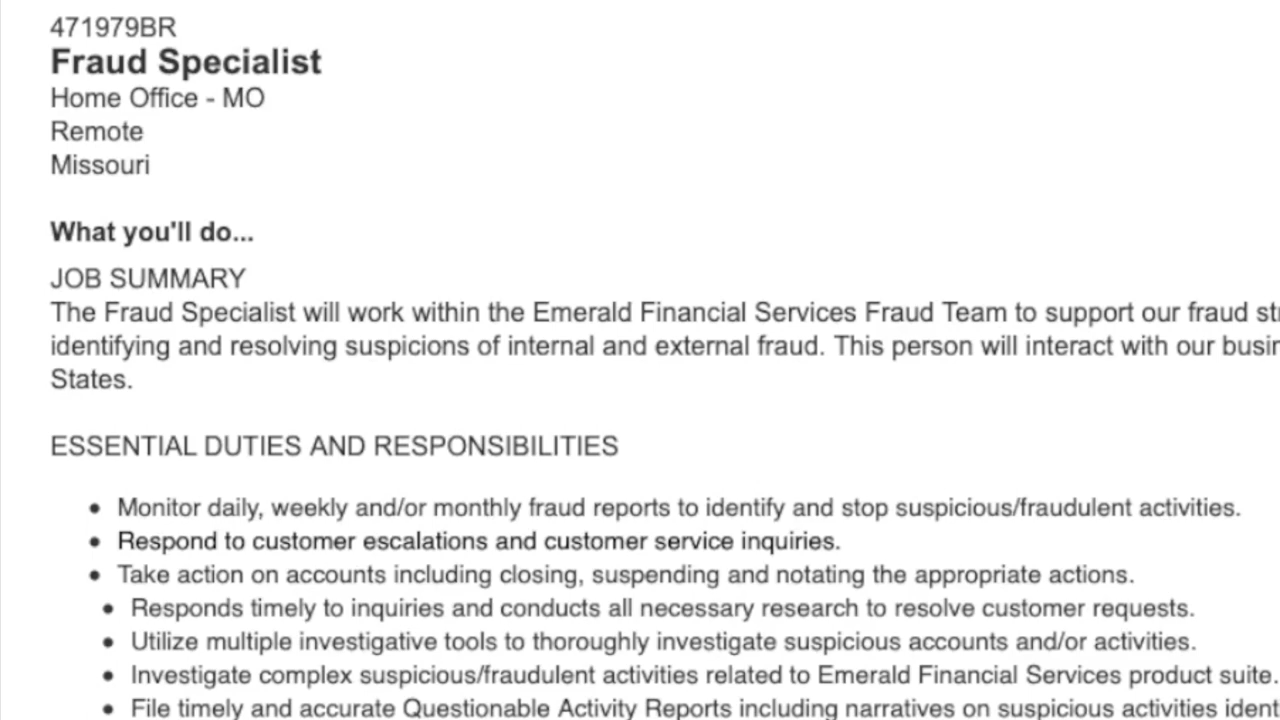 471979BR
Fraud Specialist
Home Office - MO
Remote
Missouri
What you'll do...
JOB SUMMARY
The Fraud Specialist will work within the Emerald Financial Services Fraud Team to support our fraud
identifying and resolving suspicions of internal and external fraud. This person will interact with our
States.
ESSENTIAL DUTIES AND RESPONSIBILITIES
• Monitor daily, weekly and/or monthly fraud reports to identify and stop suspicious/fraudulent activities.
• Respond to customer escalations and customer service inquiries.
• Take action on accounts including closing, suspending and notating the appropriate actions.
• Responds timely to inquiries and conducts all necessary research to resolve customer requests.
• Utilize multiple investigative tools to thoroughly investigate suspicious accounts and/or activities.
• Investigate complex suspicious/fraudulent activities related to Emerald Financial Services product suite.
• File timely and accurate Questionable Activity Reports including narratives on suspicious activities